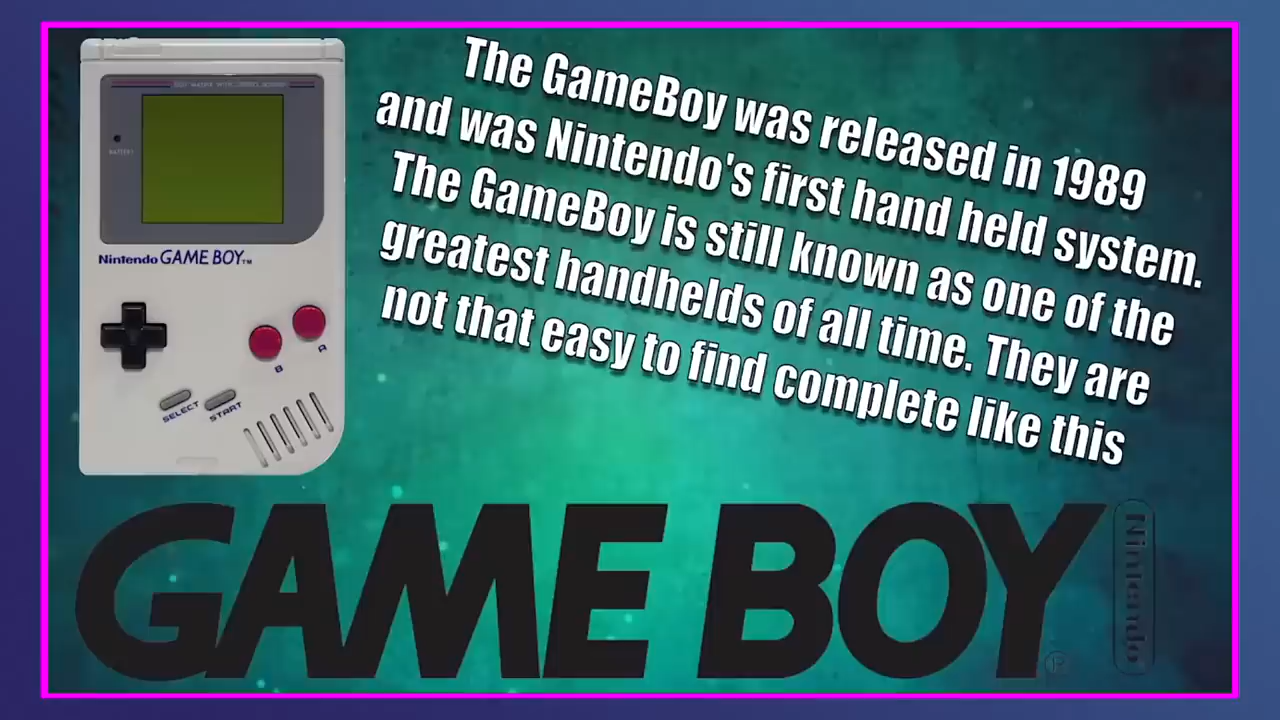 The GameBoy was released in 1989
and was Nintendo's first hand held system.
The GameBoy is still known as one of the
greatest handhelds of all time. They are
not that easy to find complete like this
BATTERY
Nintendo GAME BOY™
B
A
SELECT
START
GAME BOY®
Nintendo